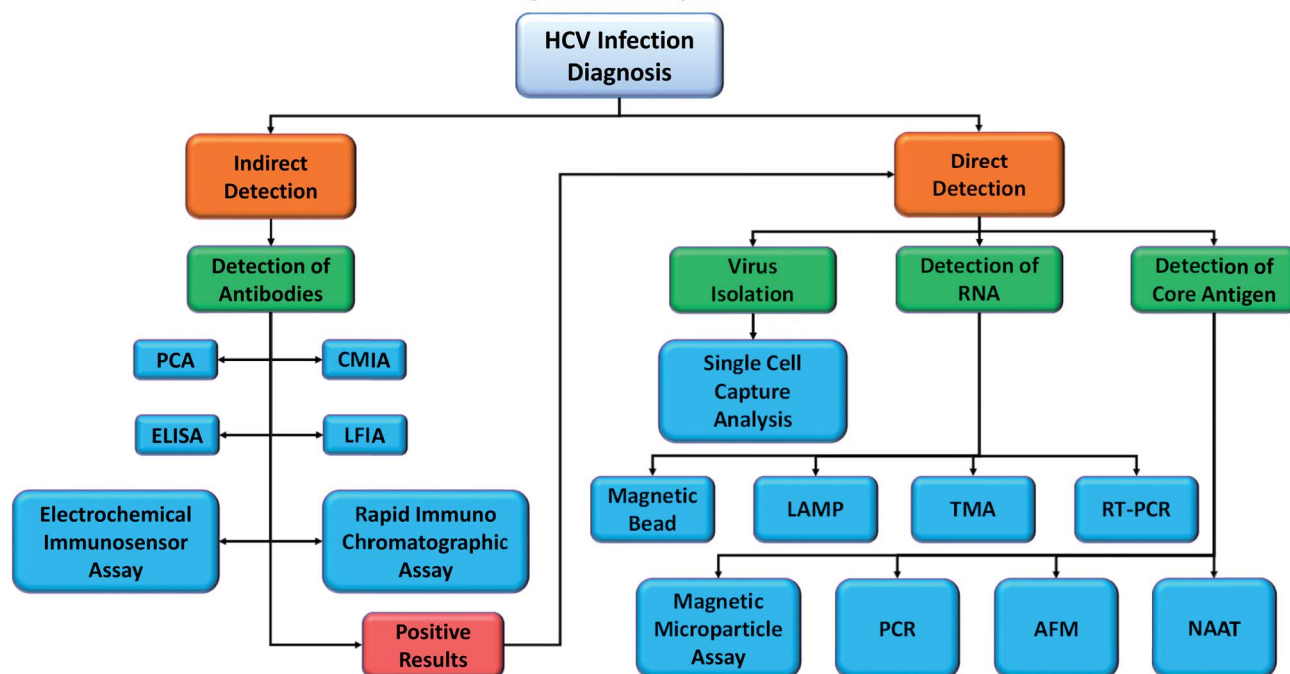 HCV Infection
Diagnosis
Indirect
Detection
Direct
Detection
Detection of
Antibodies
Virus
Isolation
Detection of
RNA
Detection of
Core Antigen
PCA
CMIA
ELISA
LFIA
Electrochemical
Immunosensor
Assay
Rapid Immuno
Chromatographic
Assay
Positive
Results
Single Cell
Capture
Analysis
Magnetic
Bead
LAMP
TMA
RT-PCR
Magnetic
Microparticle
Assay
PCR
AFM
NAAT